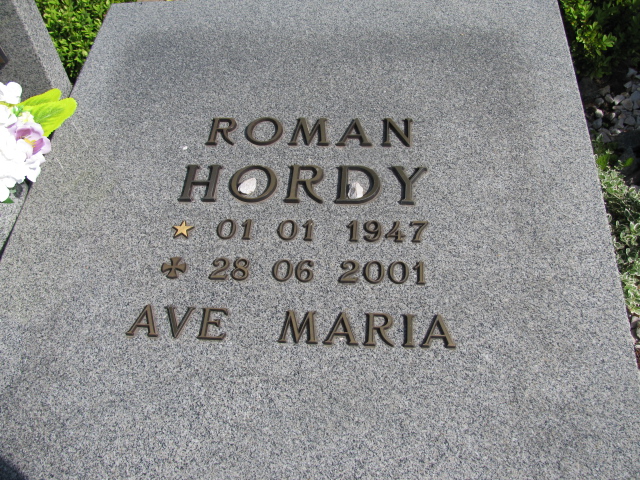 ROMAN
HORDY
01 01 1947
28 06 2001
AVE MARIA